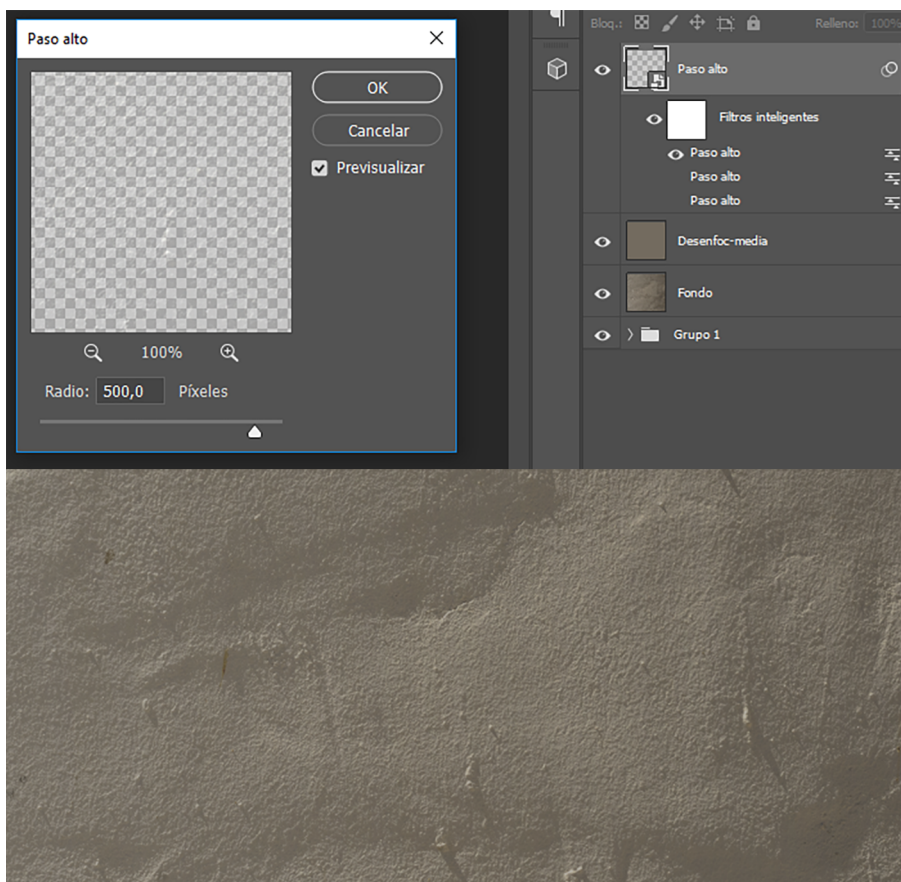 Paso alto
OK
Cancelar
Previsualizar
100%
Radio: 500,0 Píxeles
Bloq.: Relleno: 100%
Paso alto
Filtros inteligentes
Paso alto
Paso alto
Paso alto
Desenfoc-media
Fondo
Grupo 1